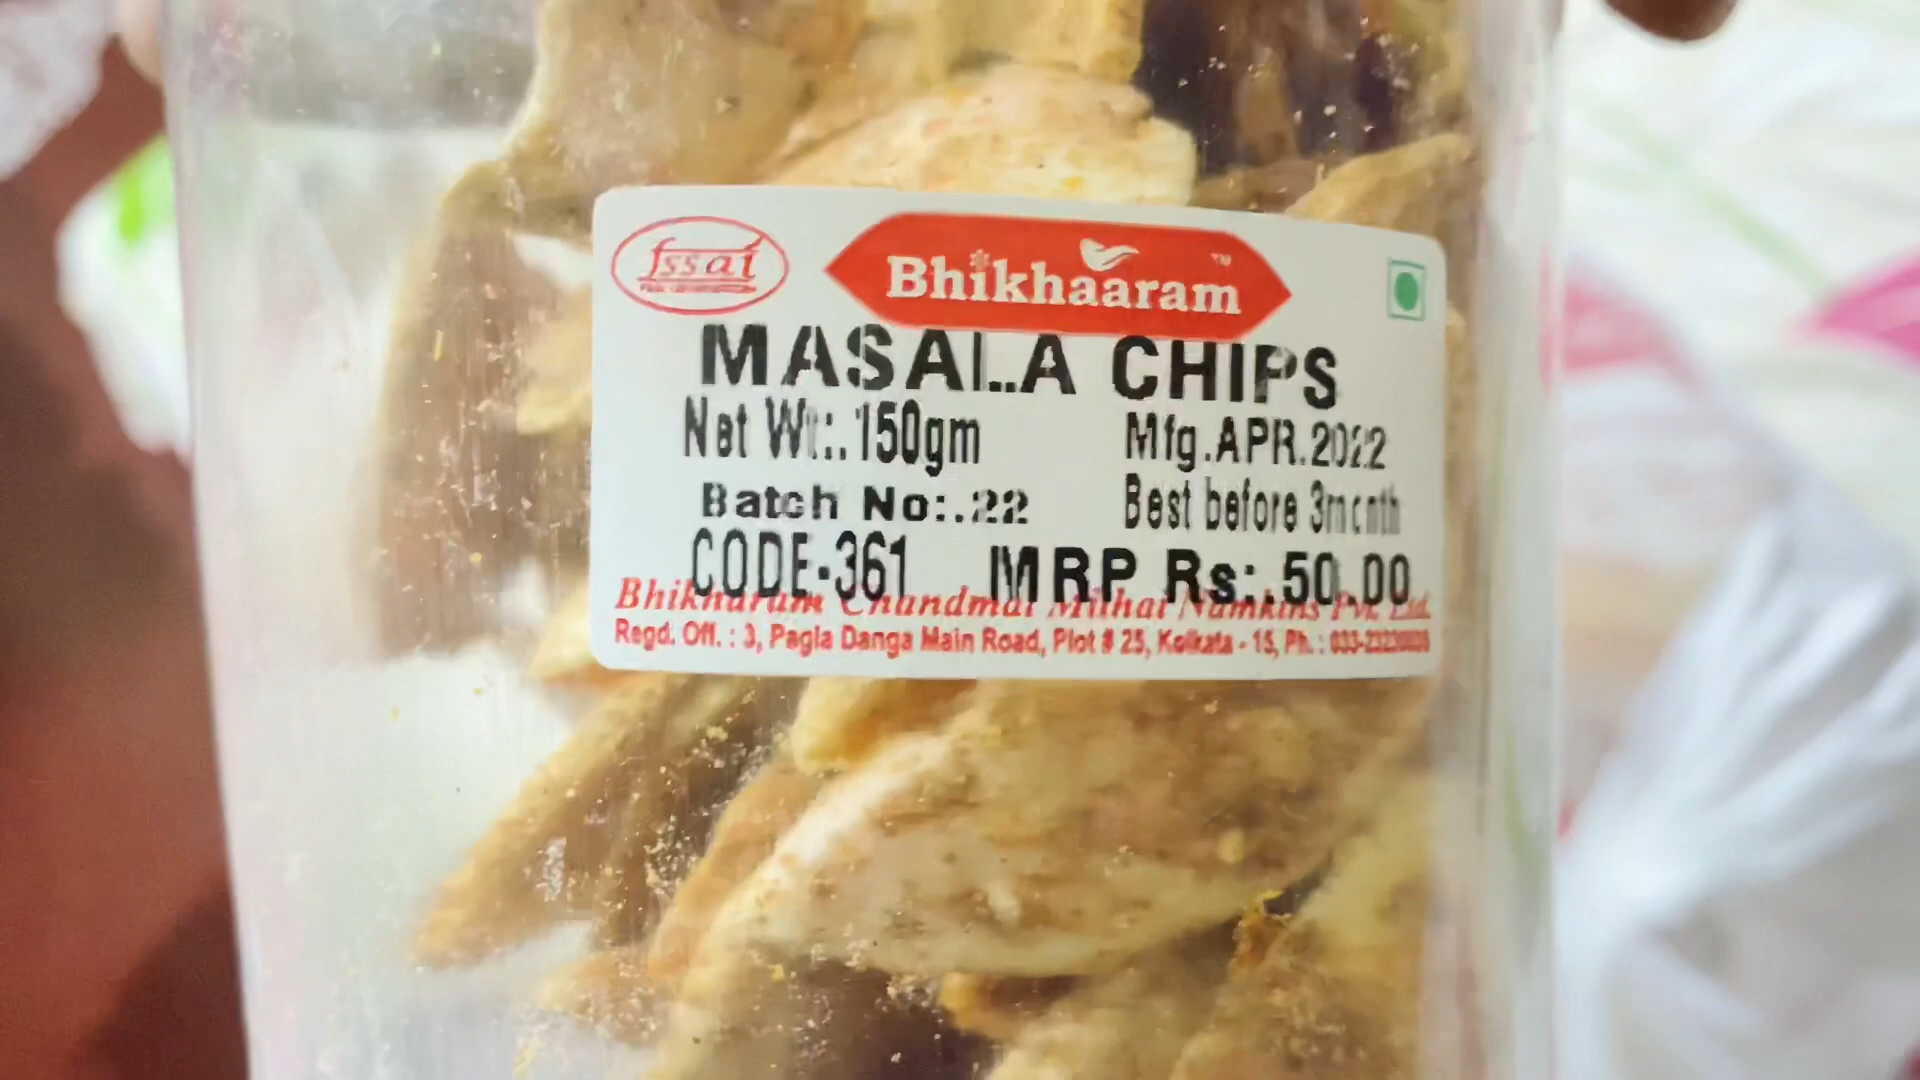 fssai
Bhikhaaram™
MASALA CHIPS
Net Wt:.150gm Mfg.APR.2022
Batch No:.22 Best before 3month
CODE-361 MRP Rs:.50.00
Bhikharam Chandmal Mithai Namkins Pvt. Ltd.
Regd. Off. : 3, Pagla Danga Main Road, Plot # 25, Kolkata - 15, Ph. :